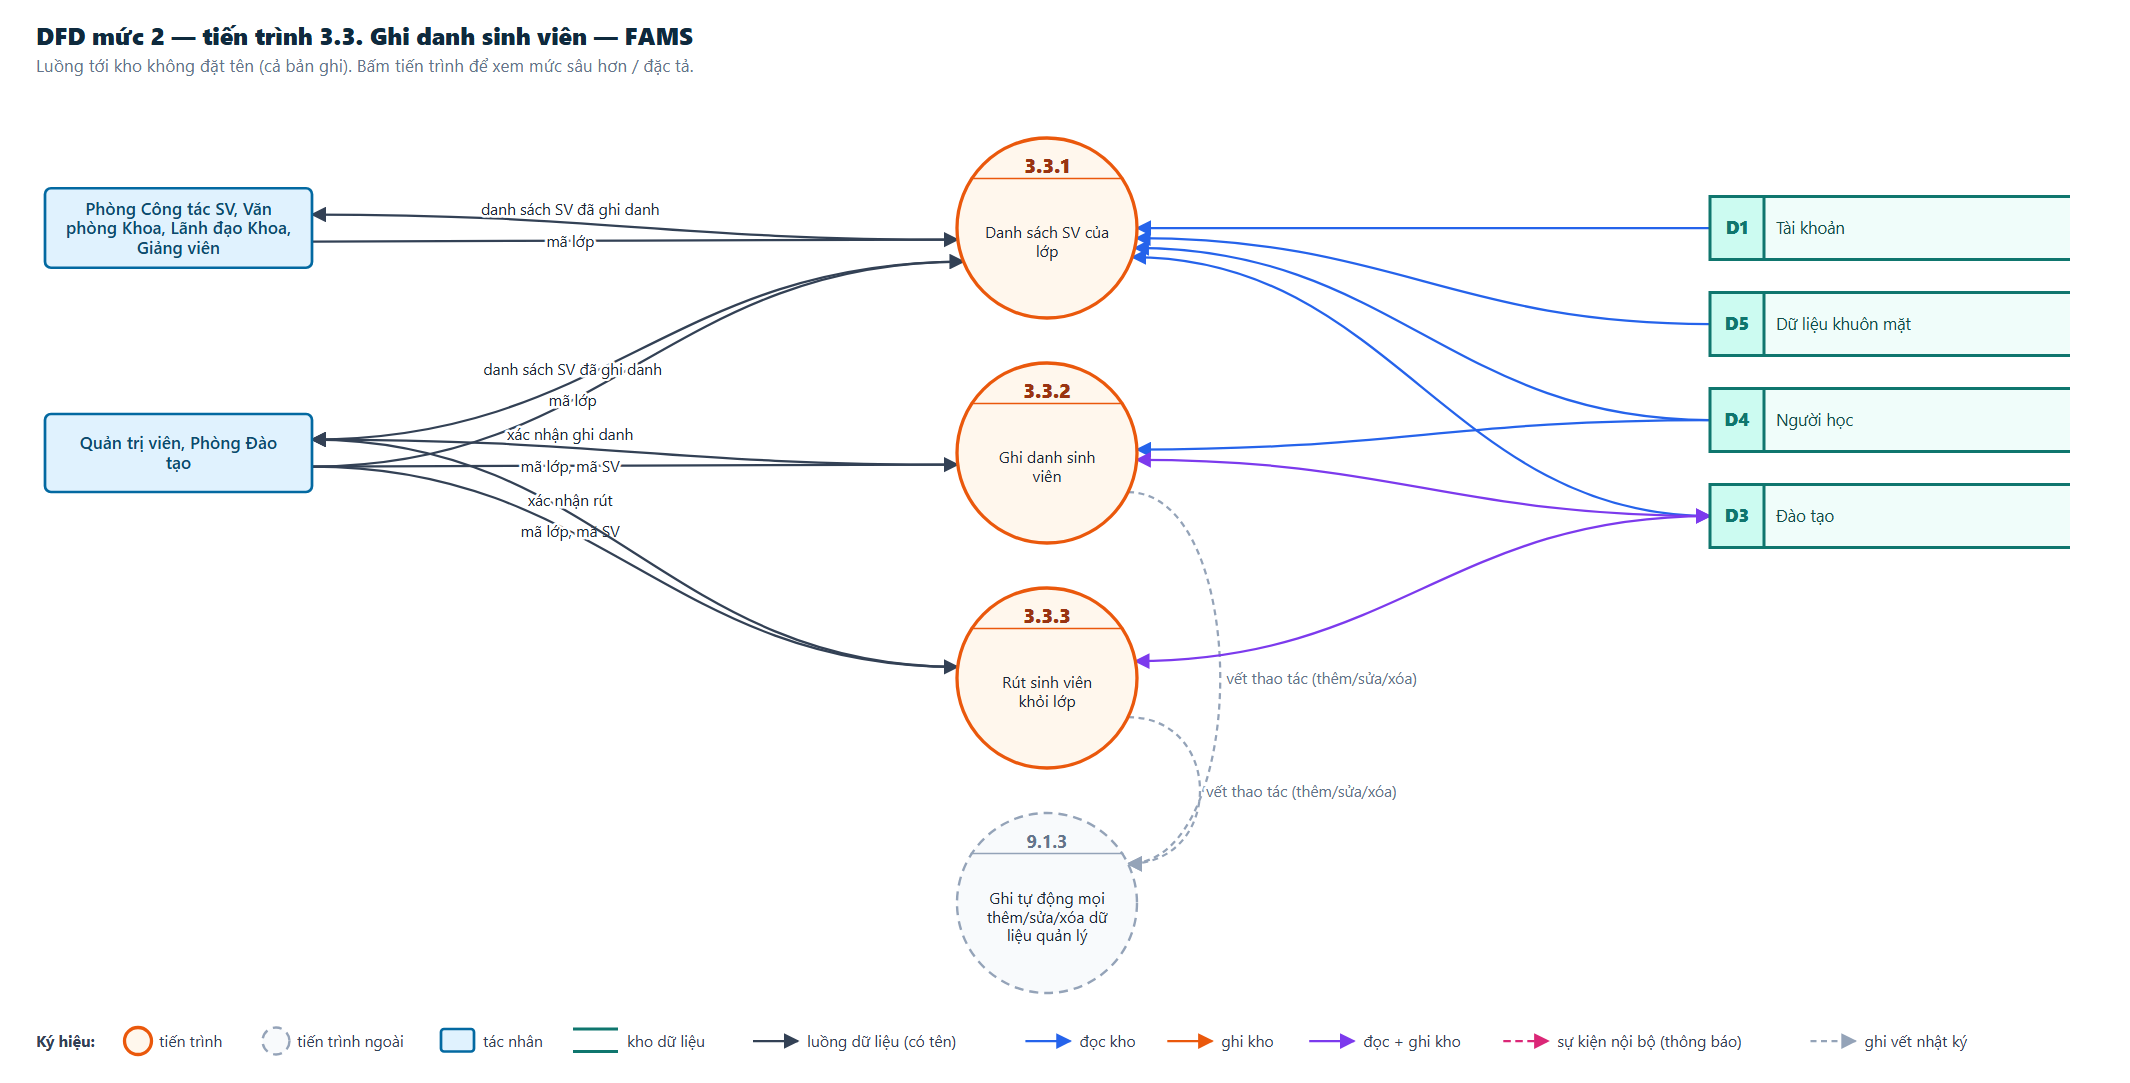 DFD mức 2 — tiến trình 3.3. Ghi danh sinh viên — FAMS
Luồng tới kho không đặt tên (cả bản ghi). Bấm tiến trình để xem mức sâu hơn / đặc tả.
Phòng Công tác SV, Văn
phòng Khoa, Lãnh đạo Khoa,
Giảng viên
danh sách SV đã ghi danh
mã lớp
3.3.1
Danh sách SV của
lớp
D1 Tài khoản
D5 Dữ liệu khuôn mặt
Quản trị viên, Phòng Đào
tạo
danh sách SV đã ghi danh
mã lớp
xác nhận ghi danh
mã lớp, mã SV
xác nhận rút
mã lớp, mã SV
3.3.2
Ghi danh sinh
viên
D4 Người học
D3 Đào tạo
3.3.3
Rút sinh viên
khỏi lớp
vết thao tác (thêm/sửa/xóa)
vết thao tác (thêm/sửa/xóa)
9.1.3
Ghi tự động mọi
thêm/sửa/xóa dữ
liệu quản lý
Ký hiệu: tiến trình tiến trình ngoài tác nhân kho dữ liệu luồng dữ liệu (có tên) đọc kho ghi kho đọc + ghi kho sự kiện nội bộ (thông báo) ghi vết nhật ký